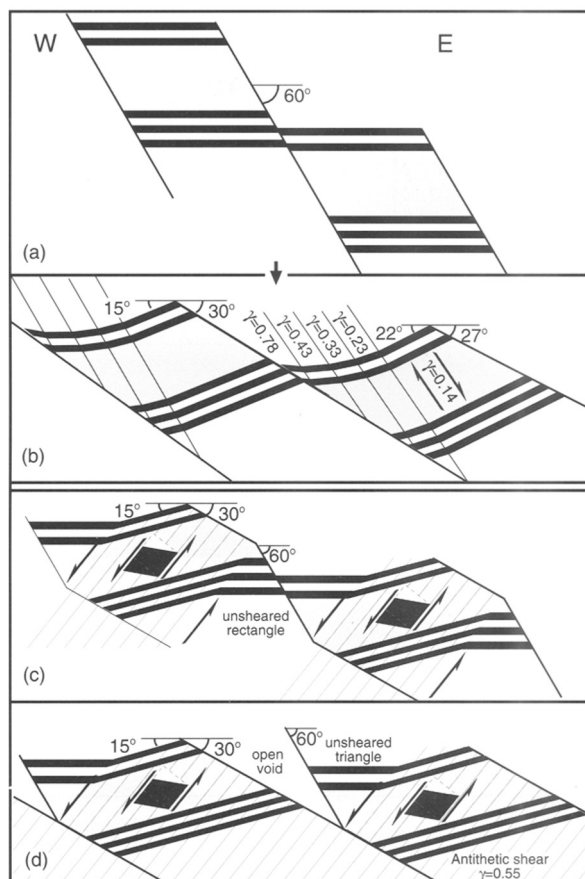 W
E
60°
(a)
15°
30°
γ=0.78
γ=0.43
γ=0.33
γ=0.23
22°
27°
γ=0.14
(b)
15°
30°
60°
unsheared
rectangle
(c)
60°
15°
30°
open
void
unsheared
triangle
Antithetic shear
γ=0.55
(d)